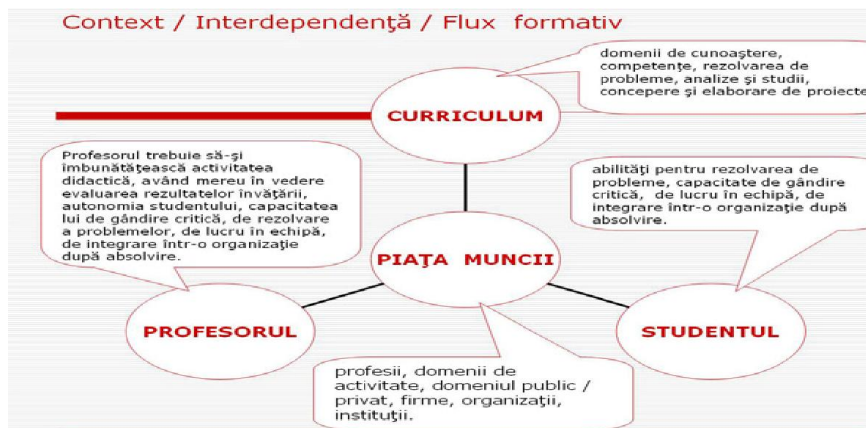 Context / Interdependenţă / Flux formativ
domenii de cunoaştere,
competenţe, rezolvarea de
probleme, analize şi studii,
concepere şi elaborare de proiecte
CURRICULUM
Profesorul trebuie să-şi
îmbunătăţească activitatea
didactică, având mereu în vedere
evaluarea rezultatelor învăţării,
autonomia studentului, capacitatea
lui de gândire critică, de rezolvare
a problemelor, de lucru în echipă,
de integrare într-o organizaţie
după absolvire.
abilităţi pentru rezolvarea de
probleme, capacitate de gândire
critică, de lucru în echipă, de
integrare într-o organizaţie după
absolvire.
PIAŢA MUNCII
PROFESORUL
STUDENTUL
profesii, domenii de
activitate, domeniul public /
privat, firme, organizaţii,
instituţii.